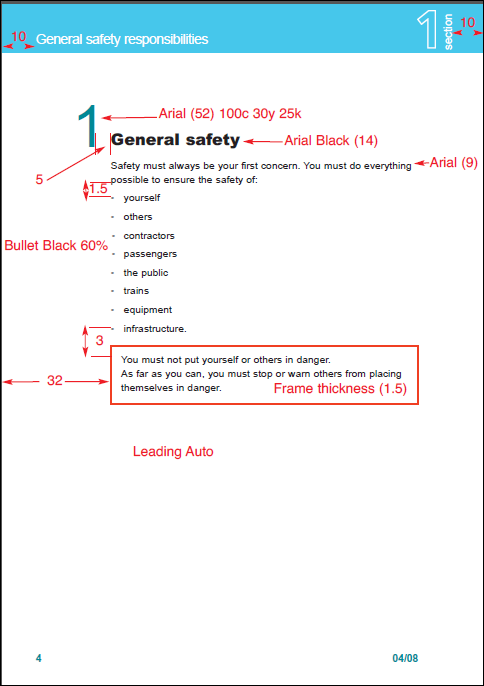 10 General safety responsibilities 1 section 10
1 Arial (52) 100c 30y 25k
General safety Arial Black (14)
Safety must always be your first concern. You must do everything Arial (9)
possible to ensure the safety of:
5
1.5
- yourself
- others
- contractors
Bullet Black 60%
- passengers
- the public
- trains
- equipment
- infrastructure.
3
You must not put yourself or others in danger.
As far as you can, you must stop or warn others from placing
themselves in danger. Frame thickness (1.5)
32
Leading Auto
4 04/08